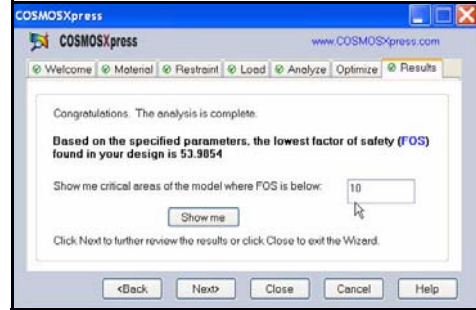 COSMOSXpress
COSMOSXpress www.COSMOSXpress.com
Welcome Material Restraint Load Analyze Optimize Results
Congratulations. The analysis is complete.
Based on the specified parameters, the lowest factor of safety (FOS)
found in your design is 53.9854
Show me critical areas of the model where FOS is below: 10
Show me
Click Next to further review the results or click Close to exit the Wizard.
<Back Next> Close Cancel Help